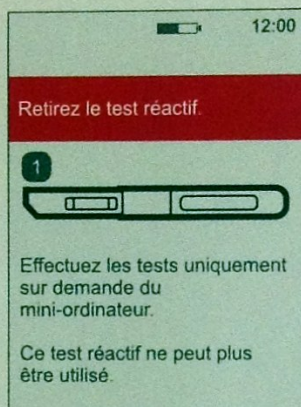 12:00
Retirez le test réactif.
1
Effectuez les tests uniquement
sur demande du
mini-ordinateur.
Ce test réactif ne peut plus
être utilisé.